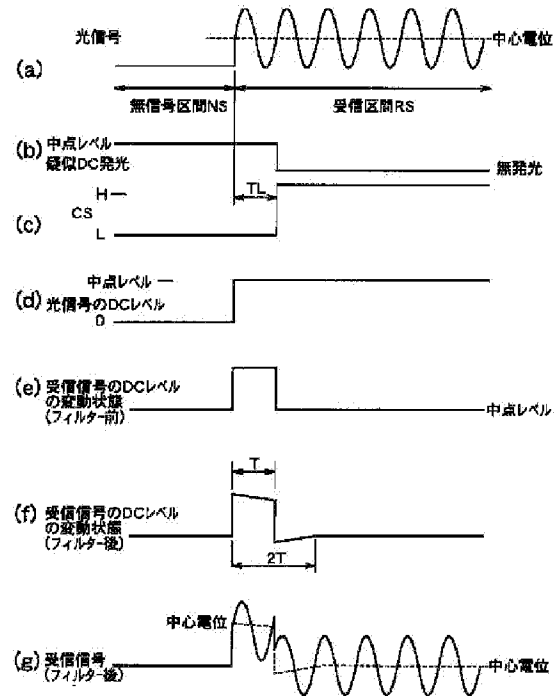 光信号
中心電位
(a)
無信号区間NS
受信区間RS
(b) 中点レベル
疑似DC発光
無発光
H
TL
CS
(c)
L
中点レベル
(d) 光信号のDCレベル
0
(e) 受信信号のDCレベル
の変動状態
(フィルター前)
中点レベル
T
(f) 受信信号のDCレベル
の変動状態
(フィルター後)
2T
中心電位
(g) 受信信号
(フィルター後)
中心電位